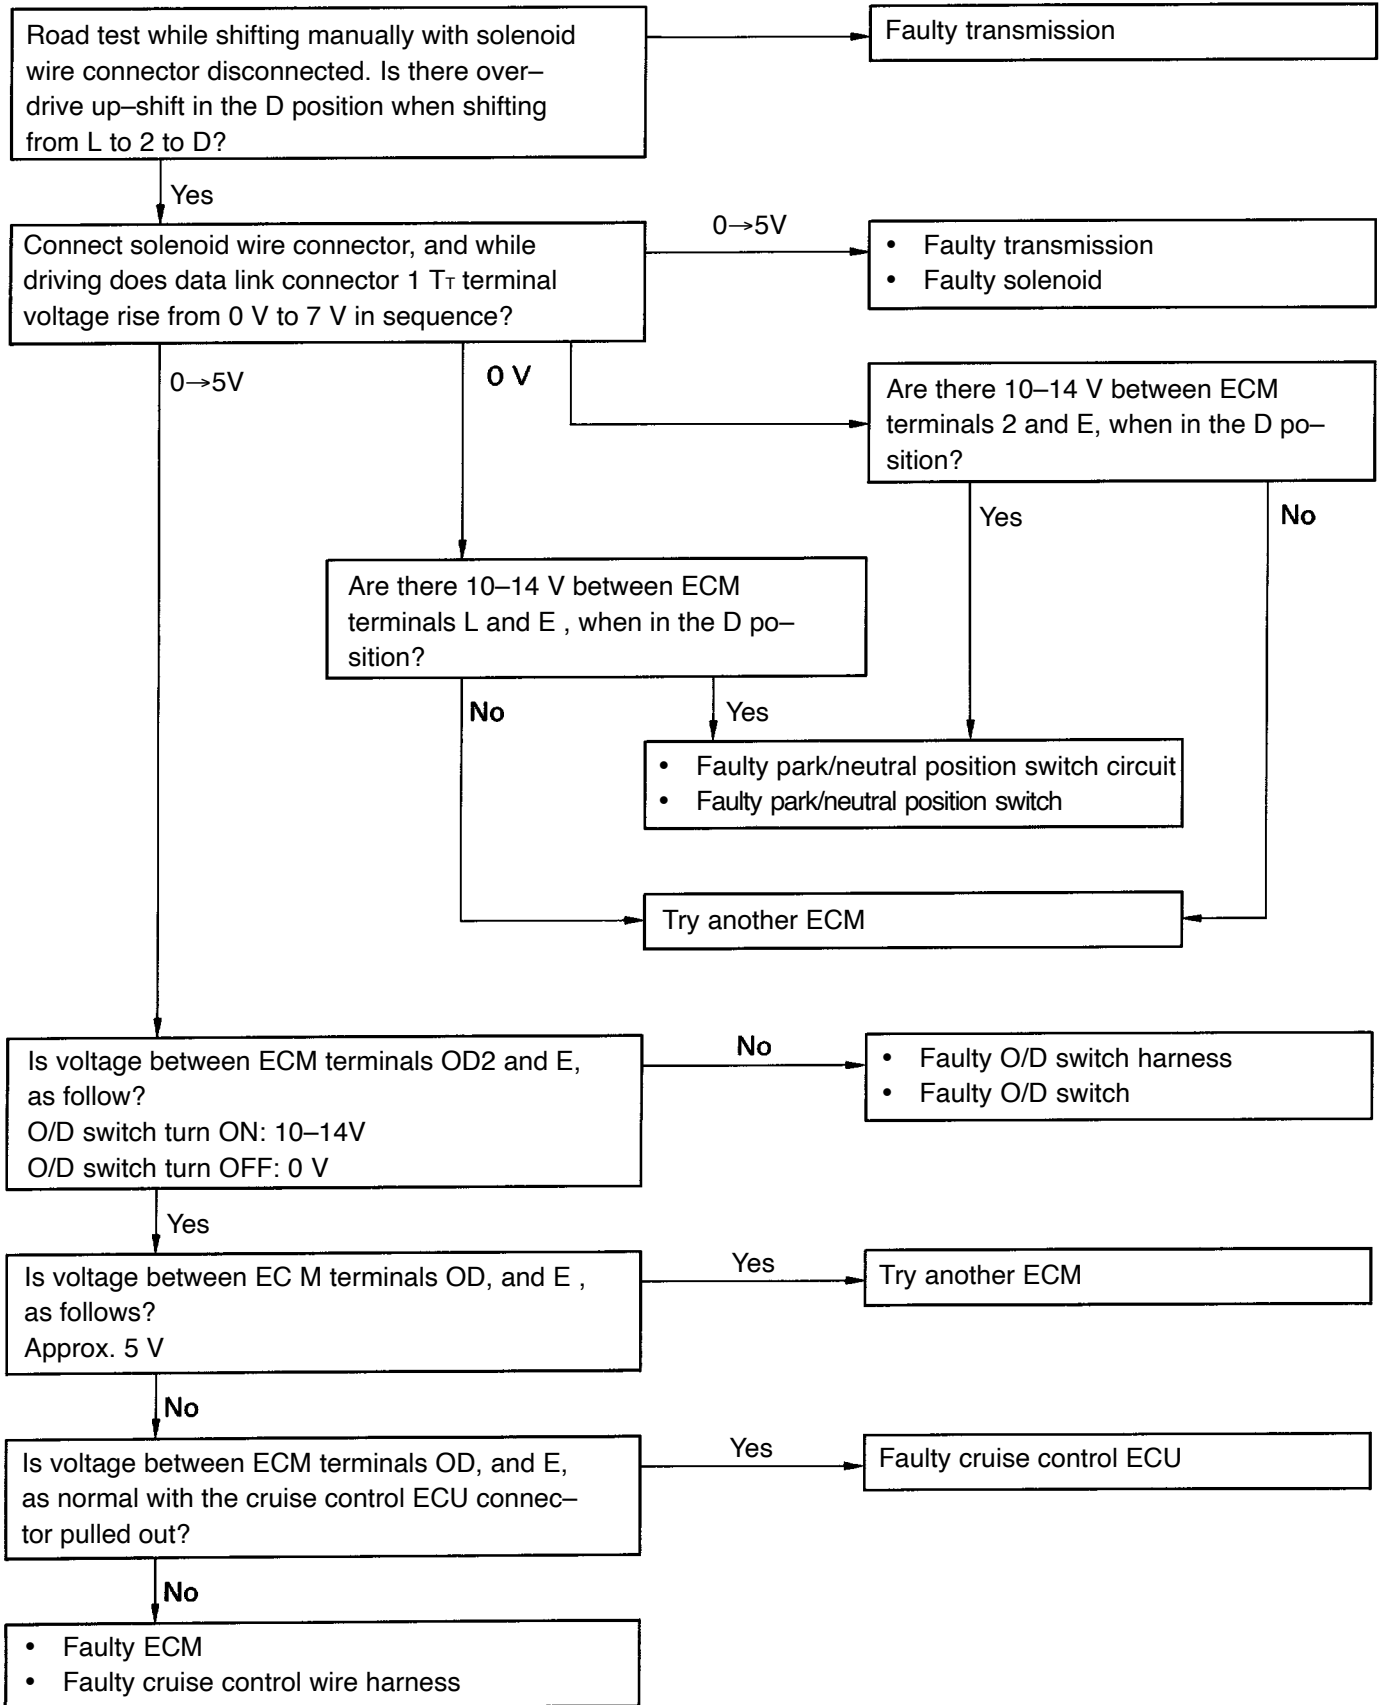 Road test while shifting manually with solenoid
wire connector disconnected. Is there over–
drive up–shift in the D position when shifting
from L to 2 to D?
Faulty transmission
Yes
Connect solenoid wire connector, and while
driving does data link connector 1 TT terminal
voltage rise from 0 V to 7 V in sequence?
0→5V
• Faulty transmission
• Faulty solenoid
0→5V
0 V
Are there 10–14 V between ECM
terminals 2 and E, when in the D po–
sition?
Yes
No
Are there 10–14 V between ECM
terminals L and E , when in the D po–
sition?
No
Yes
• Faulty park/neutral position switch circuit
• Faulty park/neutral position switch
Try another ECM
Is voltage between ECM terminals OD2 and E,
as follow?
O/D switch turn ON: 10–14V
O/D switch turn OFF: 0 V
No
• Faulty O/D switch harness
• Faulty O/D switch
Yes
Is voltage between EC M terminals OD, and E ,
as follows?
Approx. 5 V
Yes
Try another ECM
No
Is voltage between ECM terminals OD, and E,
as normal with the cruise control ECU connec–
tor pulled out?
Yes
Faulty cruise control ECU
No
• Faulty ECM
• Faulty cruise control wire harness